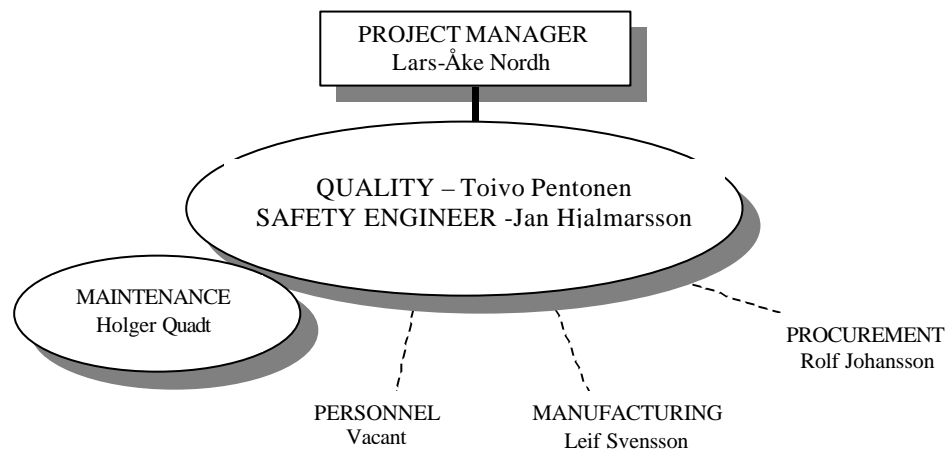 PROJECT MANAGER
Lars-Åke Nordh
QUALITY – Toivo Pentonen
SAFETY ENGINEER -Jan Hjalmarsson
MAINTENANCE
Holger Quadt
PROCUREMENT
Rolf Johansson
PERSONNEL
Vacant
MANUFACTURING
Leif Svensson